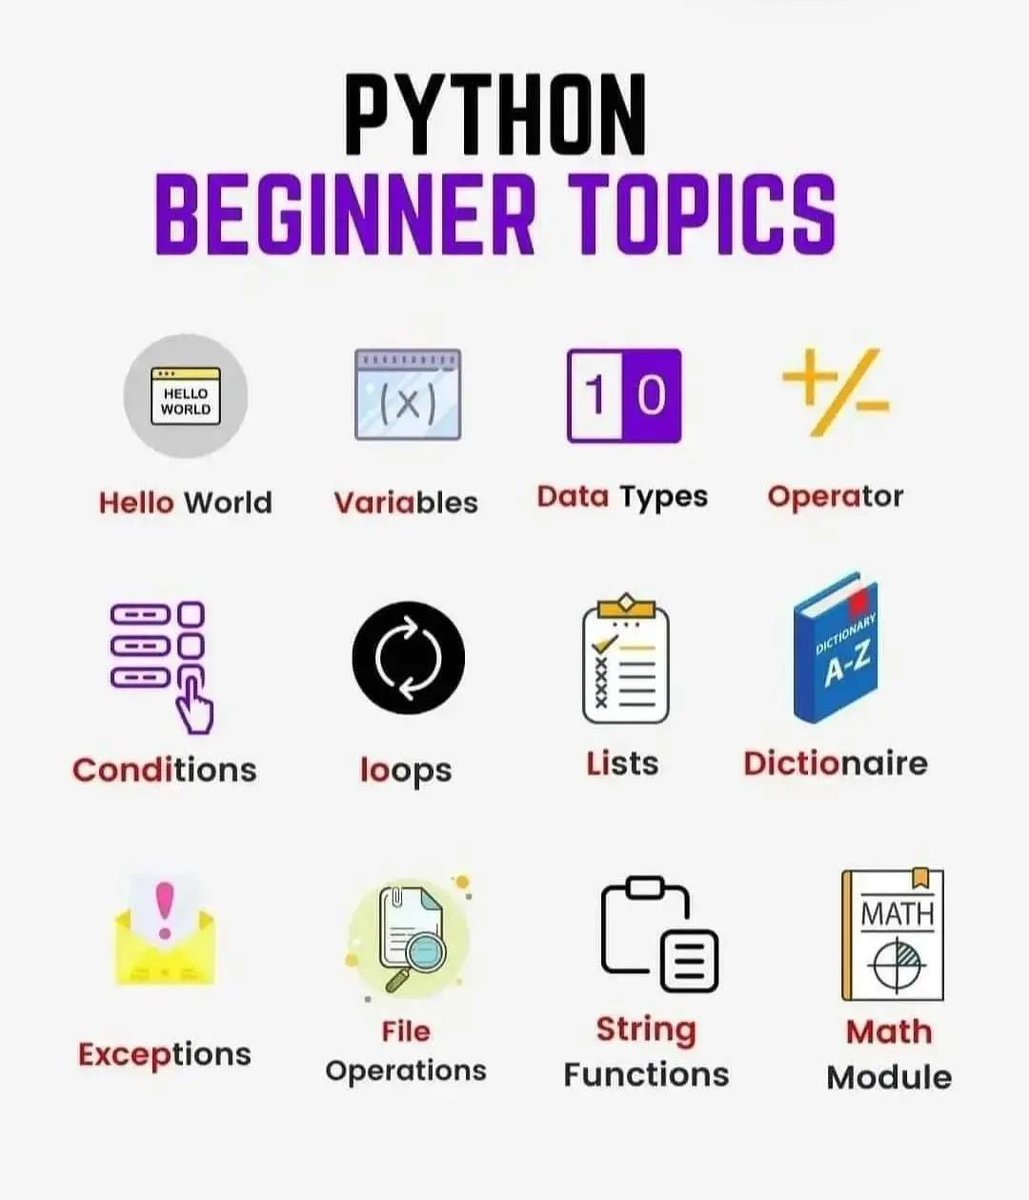 PYTHON
BEGINNER TOPICS
HELLO
WORLD
(x)
1 0
+/-
Hello World
Variables
Data Types
Operator
DICTIONARY
A-Z
Conditions
loops
Lists
Dictionaire
!
MATH
Exceptions
File
Operations
String
Functions
Math
Module